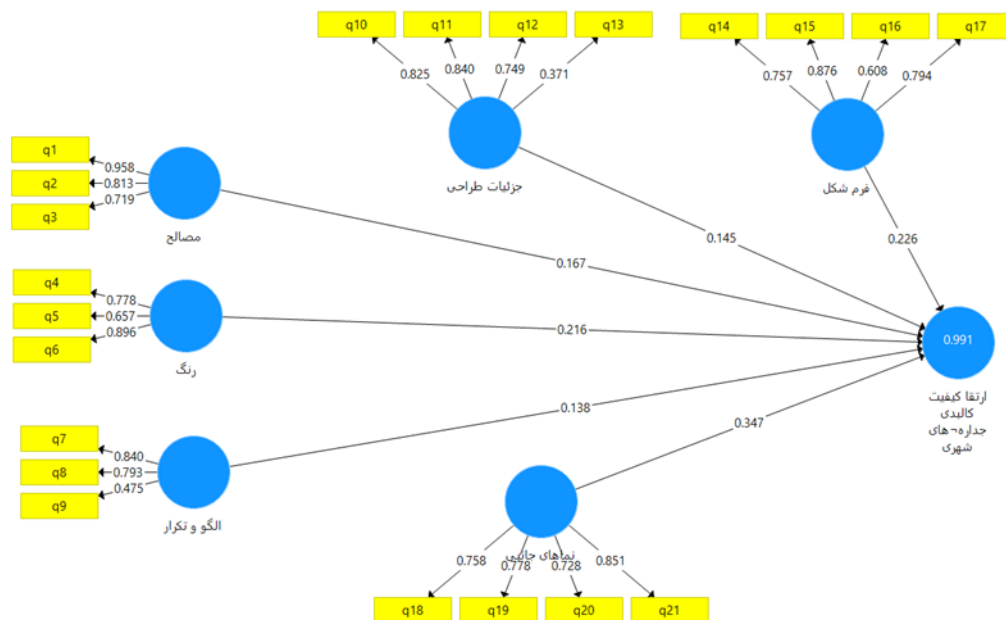 q10 q11 q12 q13
q14 q15 q16 q17
0.825 0.840 0.749 0.371
0.757 0.876 0.608 0.794
جزئیات طراحی
فرم شکل
q1
q2
q3
0.958
0.813
0.719
مصالح
0.145
0.226
0.167
q4
q5
q6
0.778
0.657
0.896
رنگ
0.216
0.991
ارتقا کیفیت
کالبدی
جداره¬های
شهری
0.138
0.347
q7
q8
q9
0.840
0.793
0.475
الگو و تکرار
نماهای جانبی
0.758 0.778 0.728 0.851
q18 q19 q20 q21